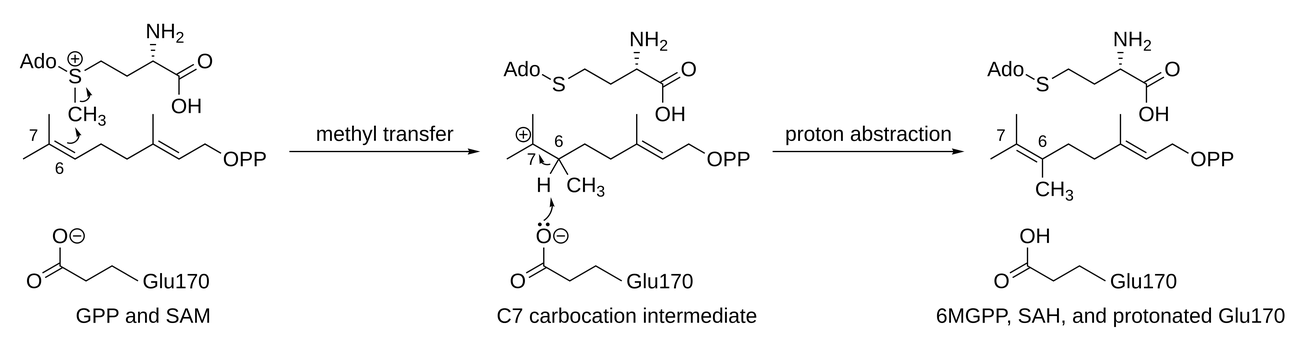 NH₂
Ado
⊕
S
O
OH
CH₃
7
6
OPP
O⊖
O
Glu170
GPP and SAM
methyl transfer
NH₂
Ado
S
O
OH
⊕
6
7
H
CH₃
OPP
O⊖
O
Glu170
C7 carbocation intermediate
proton abstraction
NH₂
Ado
S
O
OH
7
6
OPP
CH₃
OH
O
Glu170
6MGPP, SAH, and protonated Glu170